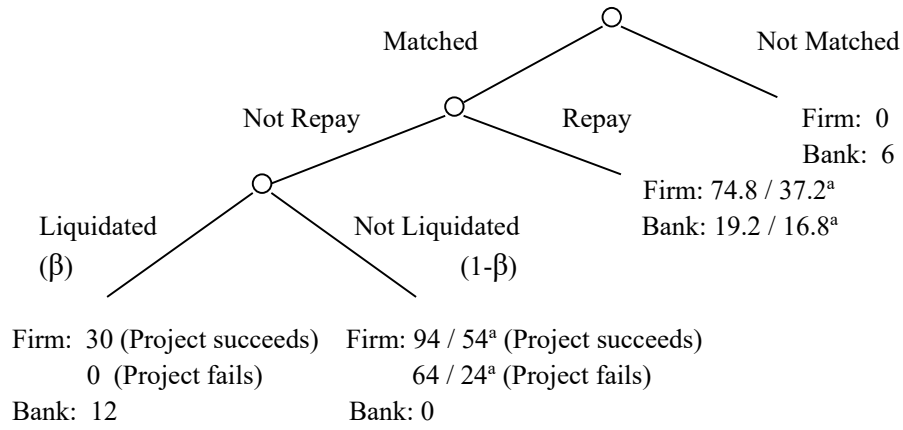 Matched
Not Matched
Not Repay
Repay
Firm: 0
Bank: 6
Firm: 74.8 / 37.2ª
Bank: 19.2 / 16.8ª
Liquidated
(β)
Not Liquidated
(1-β)
Firm: 30 (Project succeeds)
0 (Project fails)
Bank: 12
Firm: 94 / 54ª (Project succeeds)
64 / 24ª (Project fails)
Bank: 0